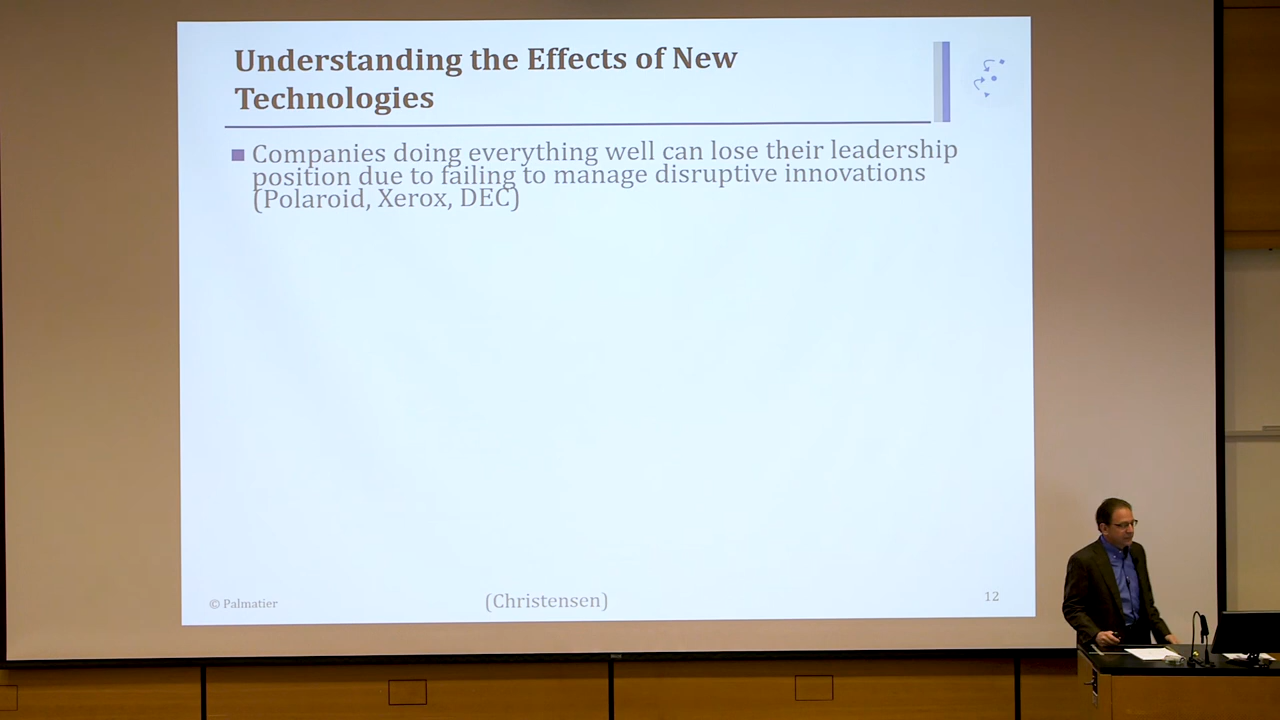 Understanding the Effects of New
Technologies
Companies doing everything well can lose their leadership
position due to failing to manage disruptive innovations
(Polaroid, Xerox, DEC)
© Palmatier
(Christensen)
12